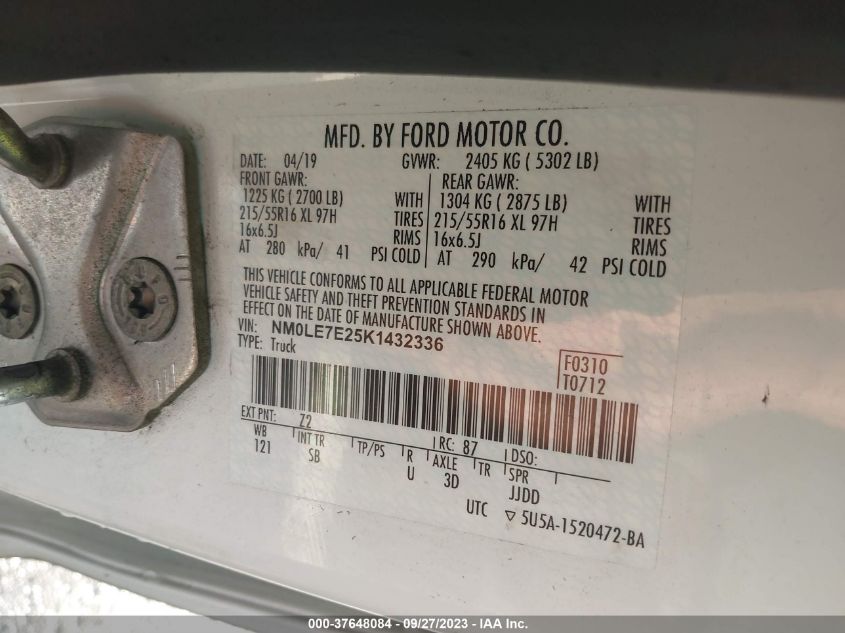 MFD. BY FORD MOTOR CO.
DATE: 04/19 GVWR: 2405 KG ( 5302 LB)
FRONT GAWR: REAR GAWR:
1225 KG ( 2700 LB) WITH 1304 KG ( 2875 LB) WITH
215/55R16 XL 97H TIRES 215/55R16 XL 97H TIRES
16x6.5J RIMS 16x6.5J RIMS
AT 280 kPa/ 41 PSI COLD AT 290 kPa/ 42 PSI COLD
THIS VEHICLE CONFORMS TO ALL APPLICABLE FEDERAL MOTOR
VEHICLE SAFETY AND THEFT PREVENTION STANDARDS IN
EFFECT ON THE DATE OF MANUFACTURE SHOWN ABOVE.
VIN: NM0LE7E25K1432336
TYPE: Truck
F0310
T0712
EXT PNT: Z2 RC: 87 DSO:
WB INT TR TP/PS R AXLE TR SPR
121 SB U 3D JJDD
UTC ▽ 5U5A-1520472-BA
000-37648084 - 09/27/2023 - IAA Inc.